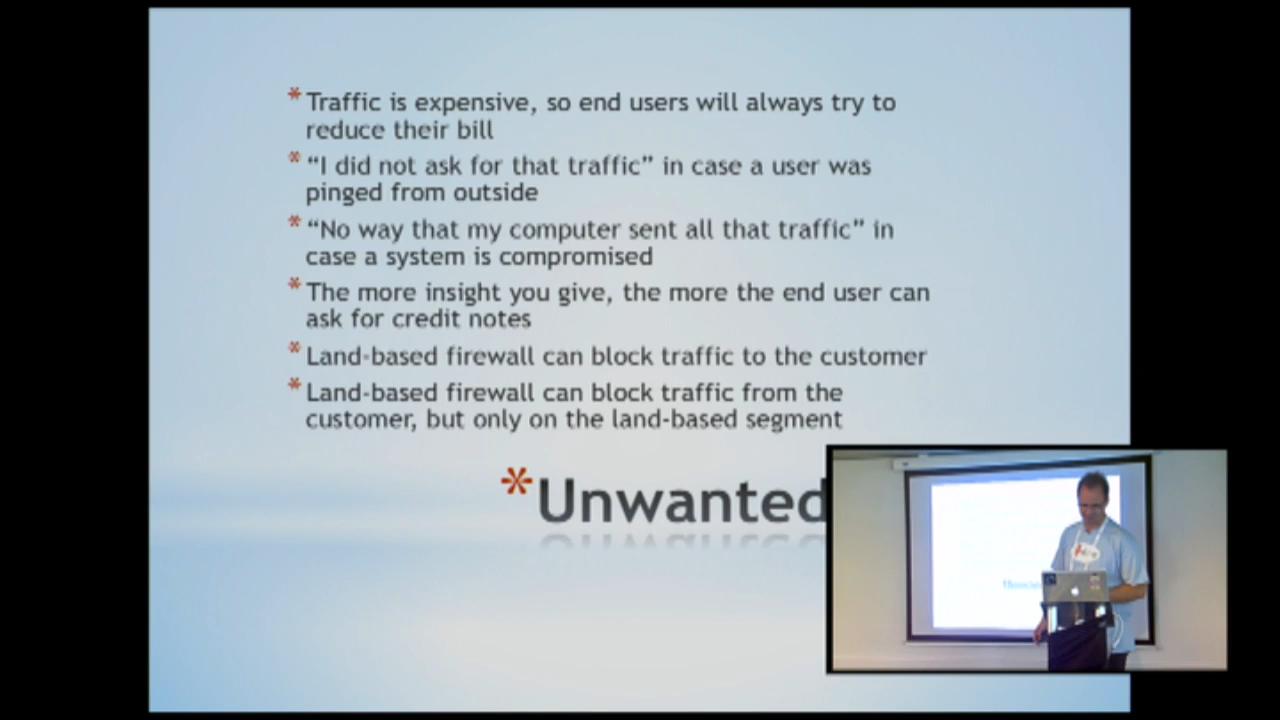 * Traffic is expensive, so end users will always try to
reduce their bill
* “I did not ask for that traffic” in case a user was
pinged from outside
* “No way that my computer sent all that traffic” in
case a system is compromised
* The more insight you give, the more the end user can
ask for credit notes
* Land-based firewall can block traffic to the customer
* Land-based firewall can block traffic from the
customer, but only on the land-based segment
*Unwanted